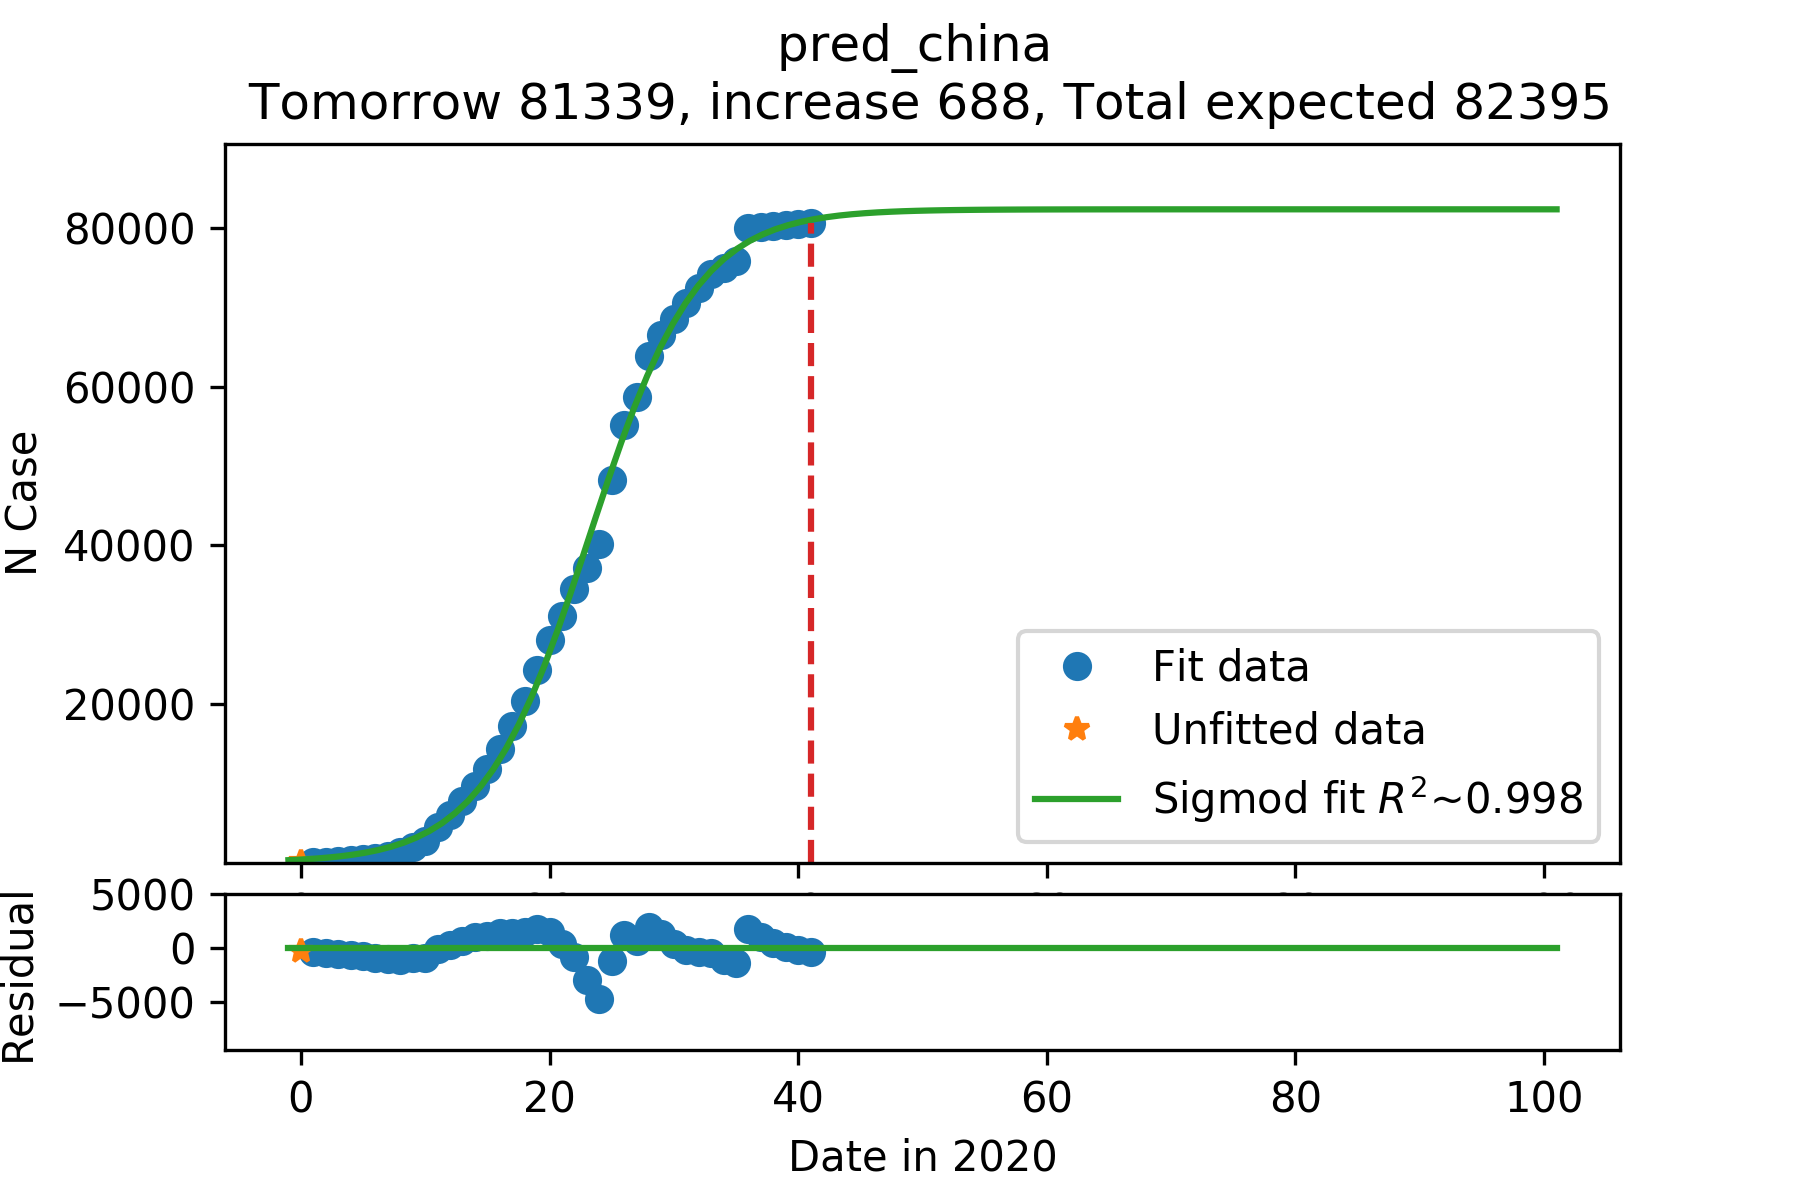 pred_china
Tomorrow 81339, increase 688, Total expected 82395
80000
60000
40000
20000
N Case
Fit data
Unfitted data
Sigmod fit R²~0.998
5000
0
−5000
Residual
0 20 40 60 80 100
Date in 2020